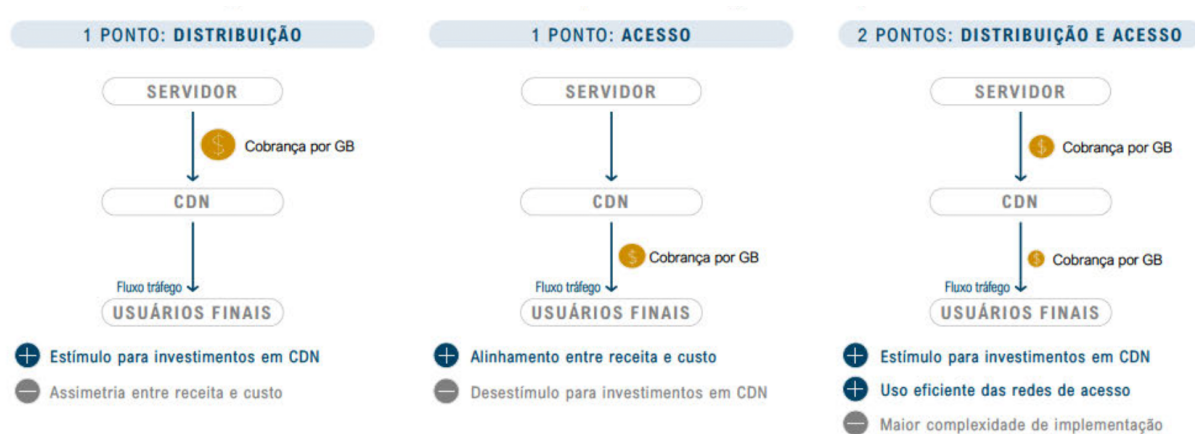 1 PONTO: DISTRIBUIÇÃO
SERVIDOR
Cobrança por GB
CDN
Fluxo tráfego
USUÁRIOS FINAIS
Estímulo para investimentos em CDN
Assimetria entre receita e custo
1 PONTO: ACESSO
SERVIDOR
CDN
Cobrança por GB
Fluxo tráfego
USUÁRIOS FINAIS
Alinhamento entre receita e custo
Desestímulo para investimentos em CDN
2 PONTOS: DISTRIBUIÇÃO E ACESSO
SERVIDOR
Cobrança por GB
CDN
Cobrança por GB
Fluxo tráfego
USUÁRIOS FINAIS
Estímulo para investimentos em CDN
Uso eficiente das redes de acesso
Maior complexidade de implementação